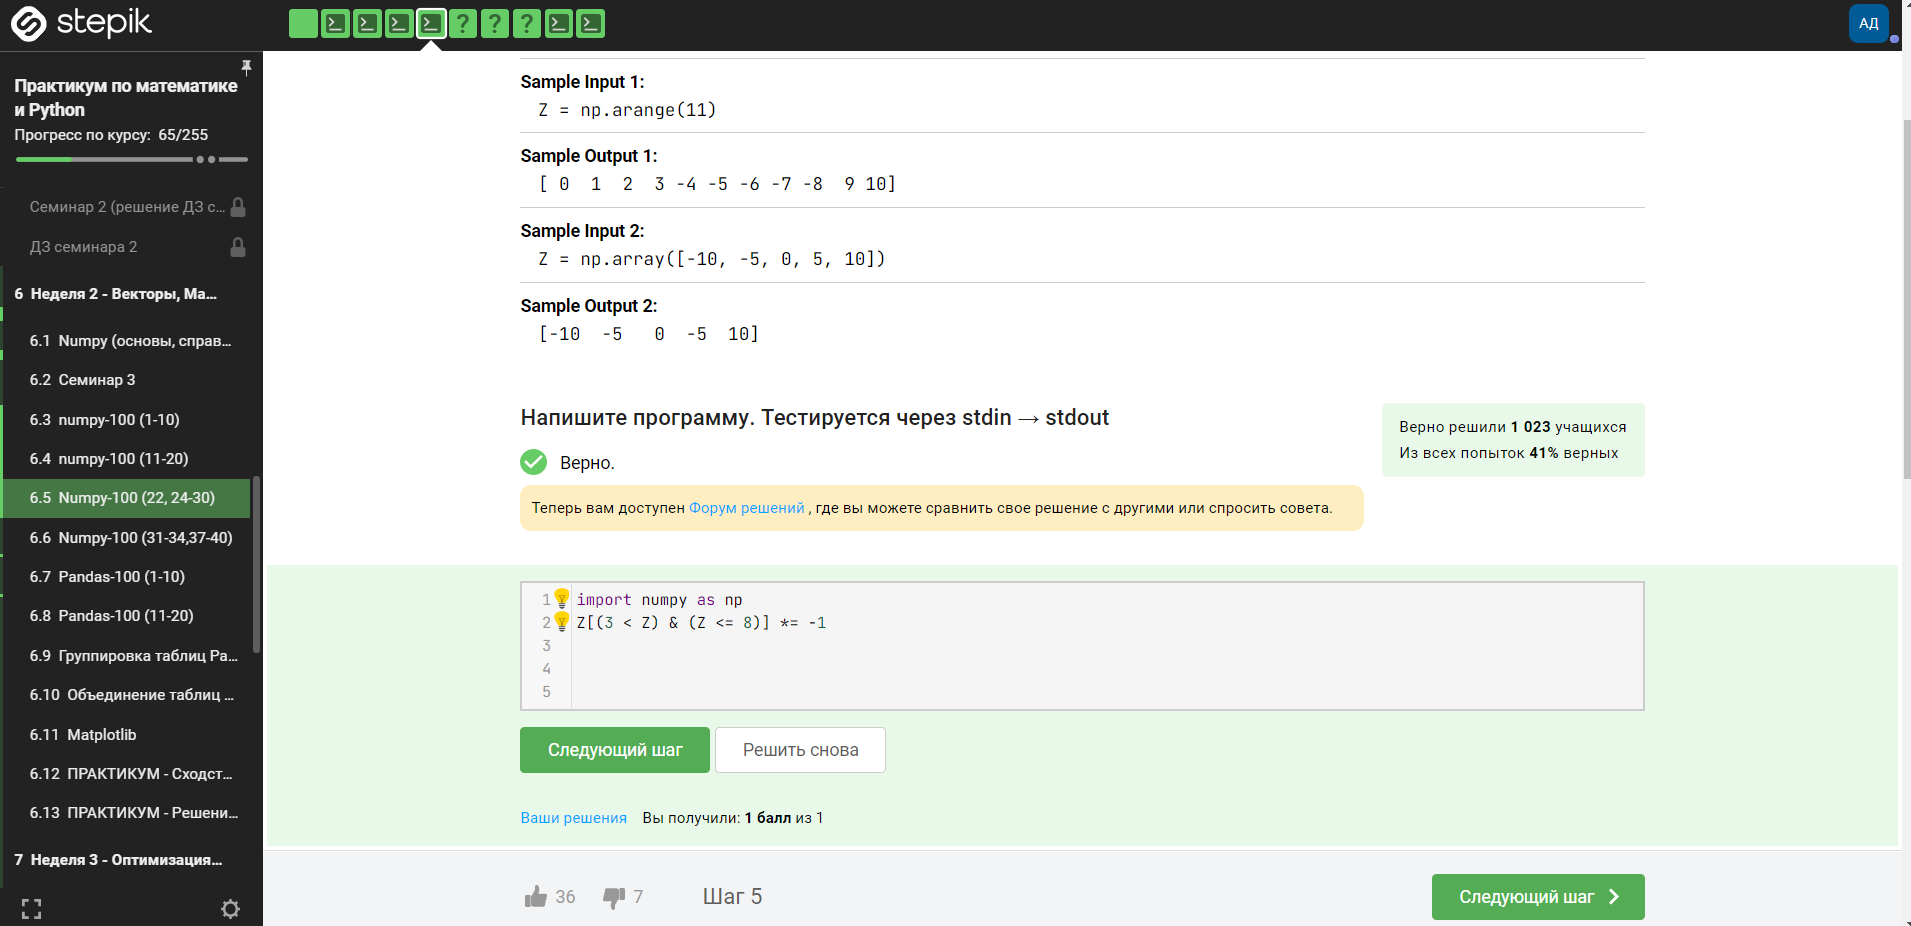 stepik
? ? ?
АД
Практикум по математике
и Python
Прогресс по курсу: 65/255
Семинар 2 (решение ДЗ с...
ДЗ семинара 2
6 Неделя 2 - Векторы, Ма...
6.1 Numpy (основы, справ...
6.2 Семинар 3
6.3 numpy-100 (1-10)
6.4 numpy-100 (11-20)
6.5 Numpy-100 (22, 24-30)
6.6 Numpy-100 (31-34,37-40)
6.7 Pandas-100 (1-10)
6.8 Pandas-100 (11-20)
6.9 Группировка таблиц Pa...
6.10 Объединение таблиц ...
6.11 Matplotlib
6.12 ПРАКТИКУМ - Сходст...
6.13 ПРАКТИКУМ - Решени...
7 Неделя 3 - Оптимизация...
Sample Input 1:
Z = np.arange(11)
Sample Output 1:
[ 0  1  2  3 -4 -5 -6 -7 -8  9 10]
Sample Input 2:
Z = np.array([-10, -5, 0, 5, 10])
Sample Output 2:
[-10  -5   0  -5  10]
Напишите программу. Тестируется через stdin → stdout
Верно.
Теперь вам доступен Форум решений , где вы можете сравнить свое решение с другими или спросить совета.
Верно решили 1 023 учащихся
Из всех попыток 41% верных
1 import numpy as np
2 Z[(3 < Z) & (Z <= 8)] *= -1
3
4
5
Следующий шаг Решить снова
Ваши решения Вы получили: 1 балл из 1
36 7 Шаг 5 Следующий шаг